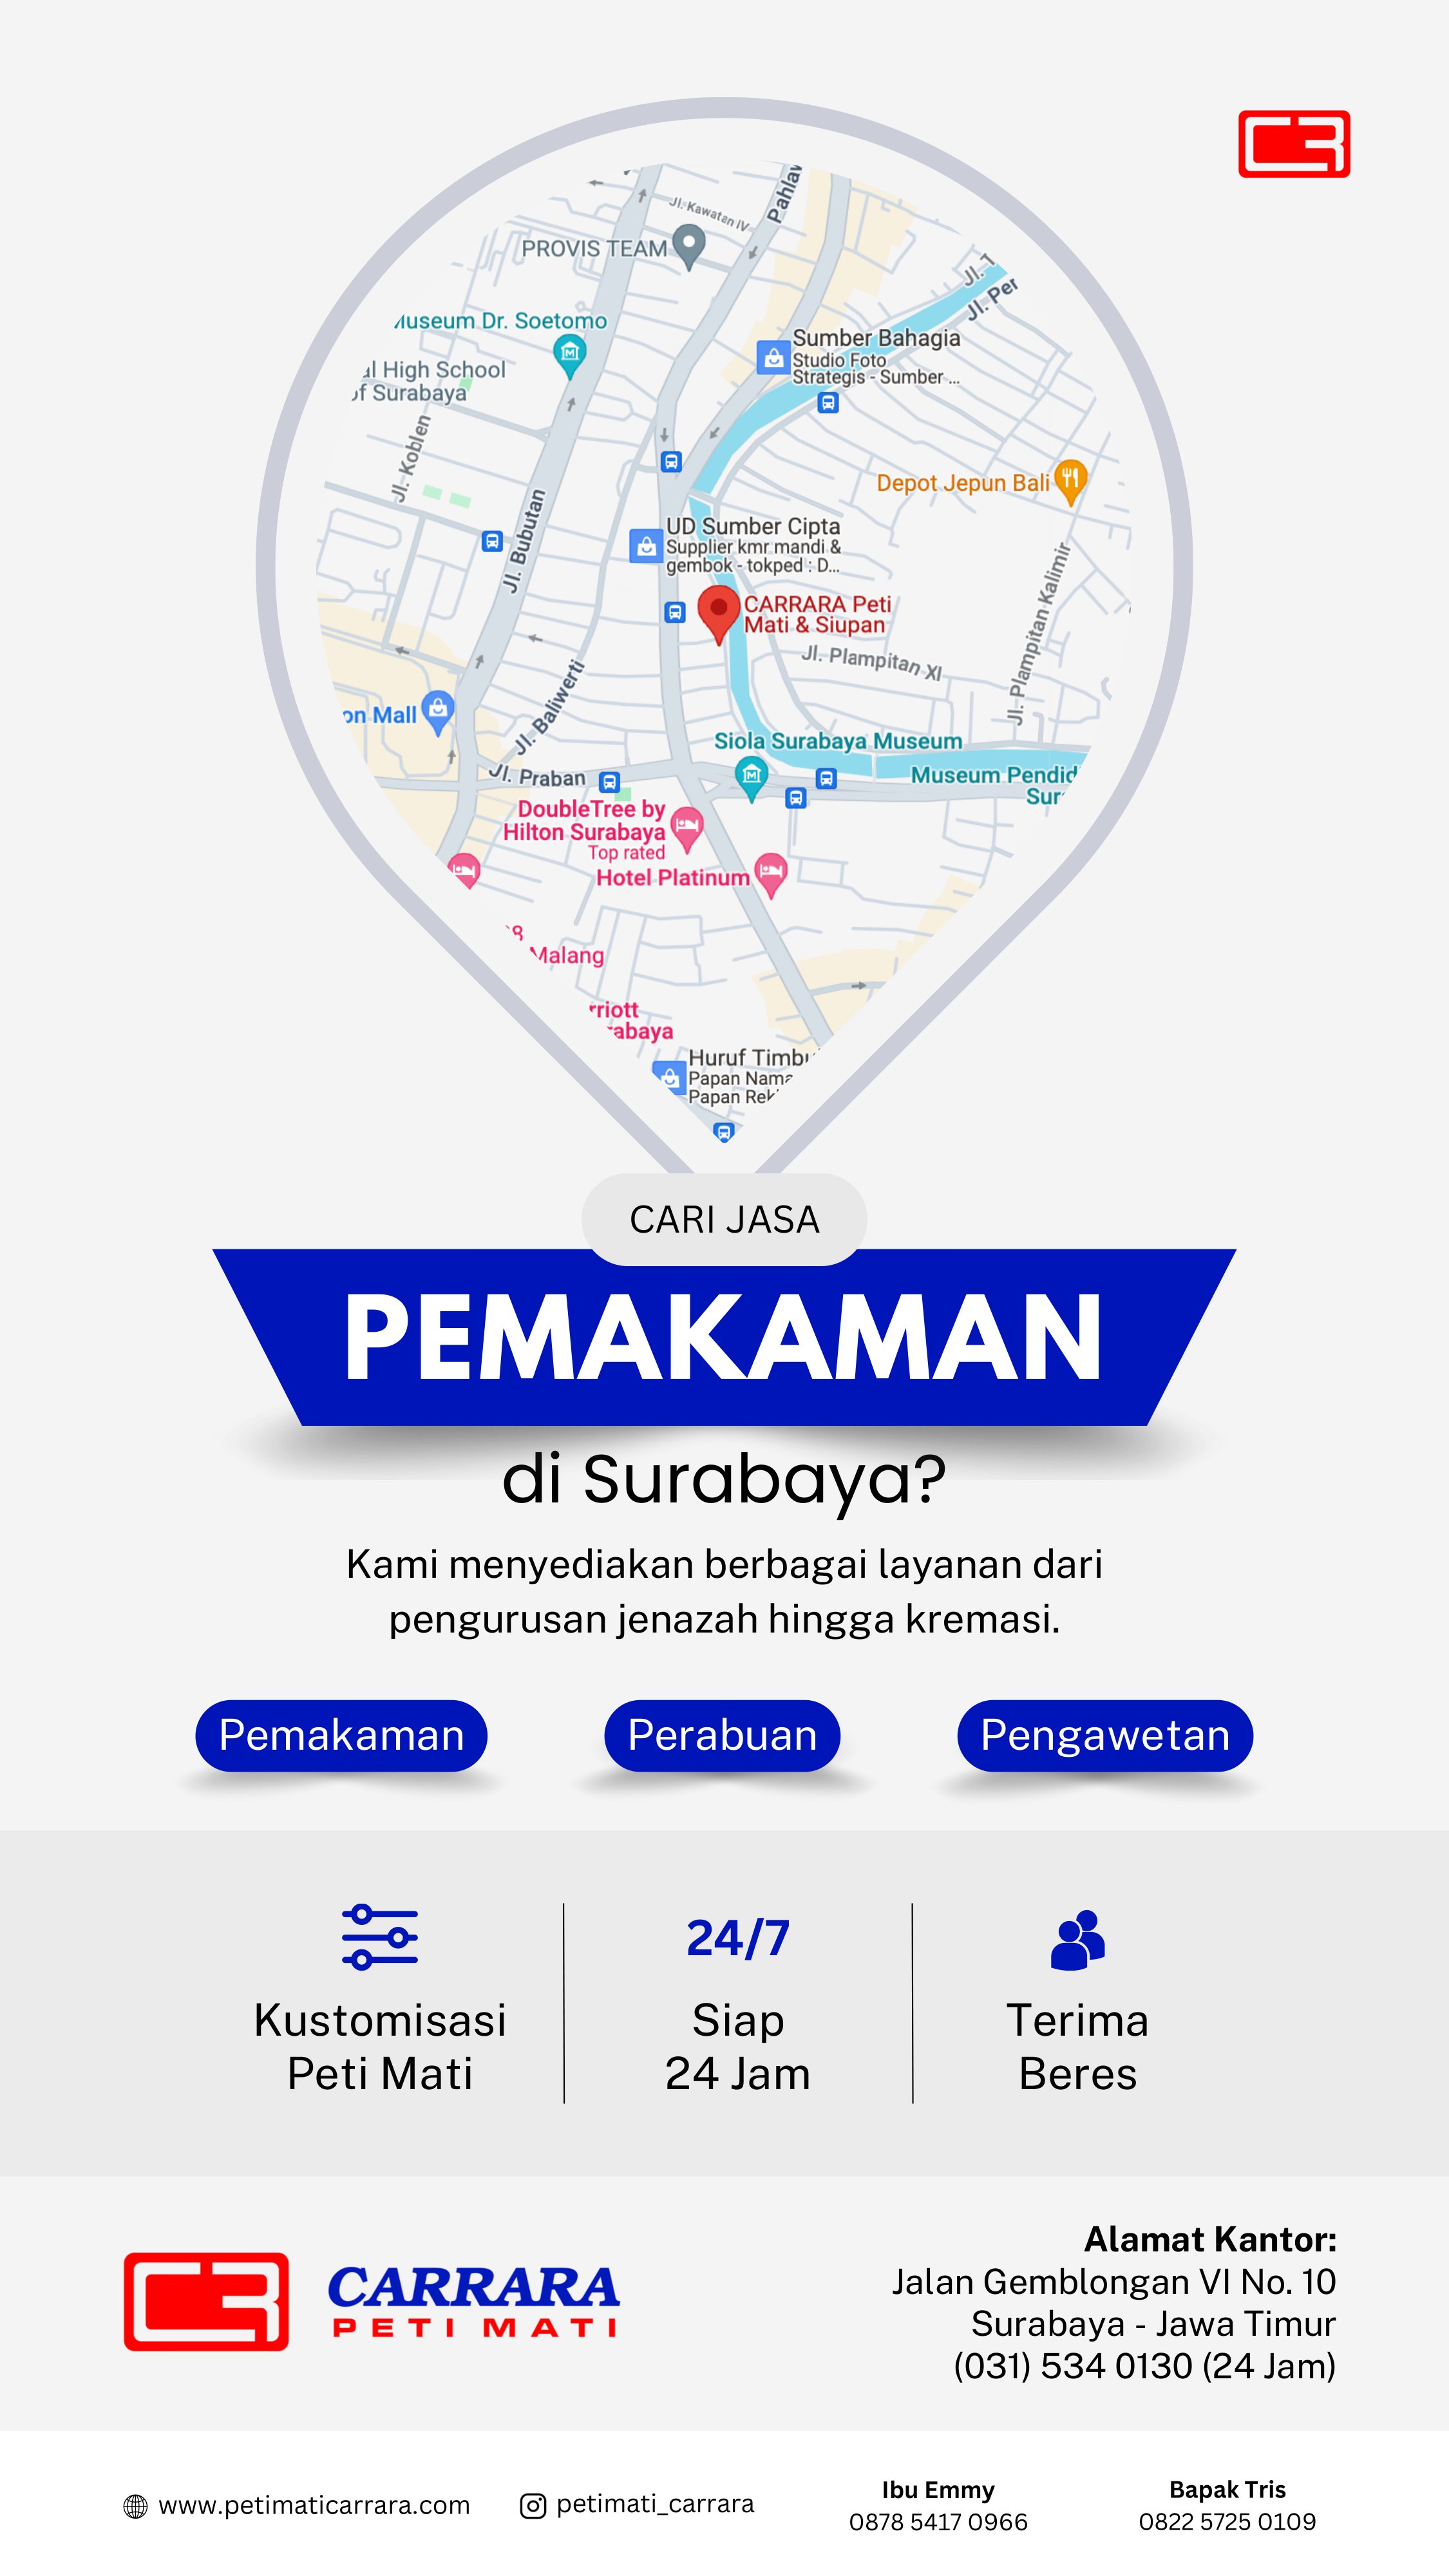 Jl. Kawatan IV
Pahlaw
PROVIS TEAM
Jl. T
Jl. Per
Museum Dr. Soetomo
Sumber Bahagia
Studio Foto
Strategis - Sumber ...
al High School
of Surabaya
Jl. Koblen
Depot Jepun Bali
Jl. Bubutan
UD Sumber Cipta
Supplier kmr mandi &
gembok - tokped : D...
CARRARA Peti
Mati & Siupan
Jl. Plampitan XI
Jl. Plampitan Kalimir
on Mall
Jl. Baliwerti
Siola Surabaya Museum
Jl. Praban
Museum Pendid
Sur
DoubleTree by
Hilton Surabaya
Top rated
Hotel Platinum
Malang
rriott
rabaya
Huruf Timbu
Papan Nama
Papan Rek
CARI JASA
PEMAKAMAN
di Surabaya?
Kami menyediakan berbagai layanan dari
pengurusan jenazah hingga kremasi.
Pemakaman
Perabuan
Pengawetan
Kustomisasi
Peti Mati
24/7
Siap
24 Jam
Terima
Beres
CARRARA
PETI MATI
Alamat Kantor:
Jalan Gemblongan VI No. 10
Surabaya - Jawa Timur
(031) 534 0130 (24 Jam)
www.petimaticarrara.com
petimati_carrara
Ibu Emmy
0878 5417 0966
Bapak Tris
0822 5725 0109